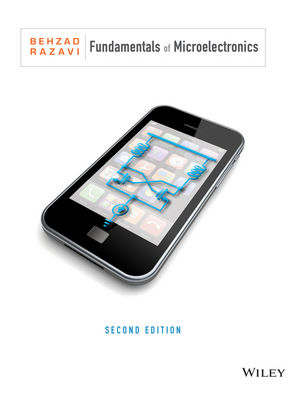 BEHZAD
RAZAVI
Fundamentals of Microelectronics
SECOND EDITION
WILEY